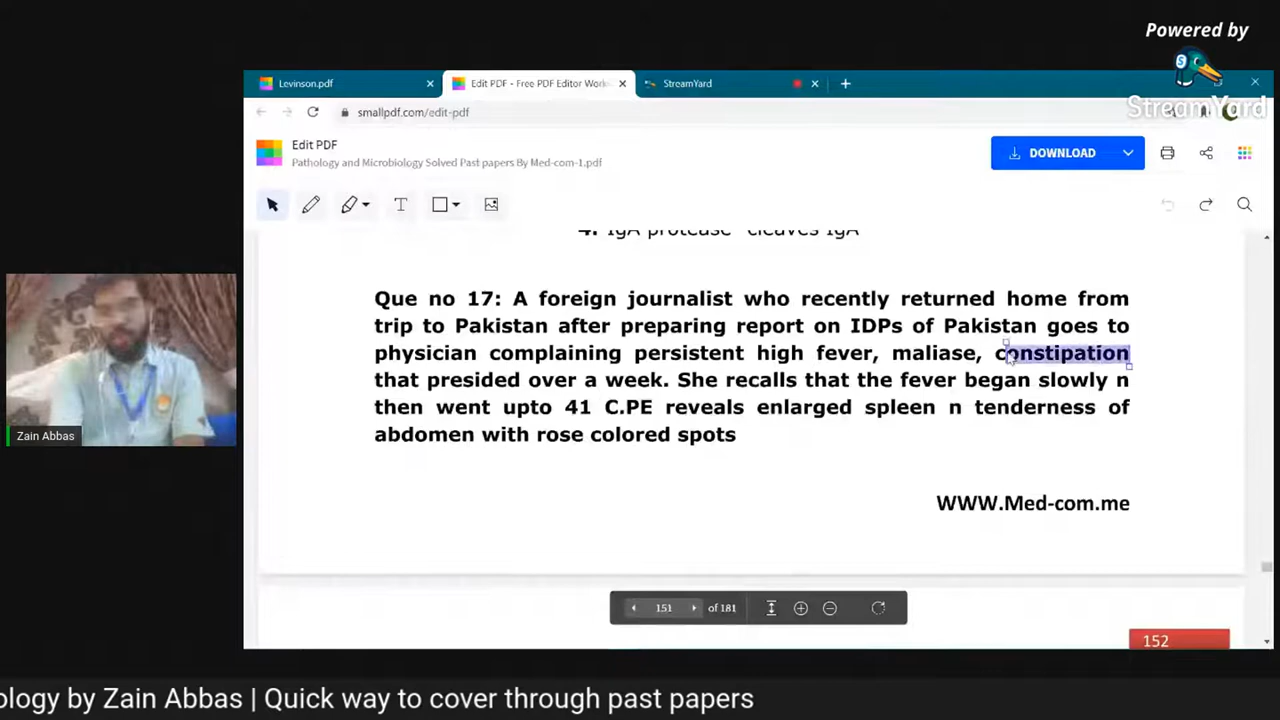 Powered by
StreamYard
Levinson.pdf
Edit PDF - Free PDF Editor Work
StreamYard
smallpdf.com/edit-pdf
Edit PDF
Pathology and Microbiology Solved Past papers By Med-com-1.pdf
DOWNLOAD
4. IgA protease cleaves IgA
Que no 17: A foreign journalist who recently returned home from
trip to Pakistan after preparing report on IDPs of Pakistan goes to
physician complaining persistent high fever, maliase, constipation
that presided over a week. She recalls that the fever began slowly n
then went upto 41 C.PE reveals enlarged spleen n tenderness of
abdomen with rose colored spots
WWW.Med-com.me
Zain Abbas
151 of 181
152
ology by Zain Abbas | Quick way to cover through past papers